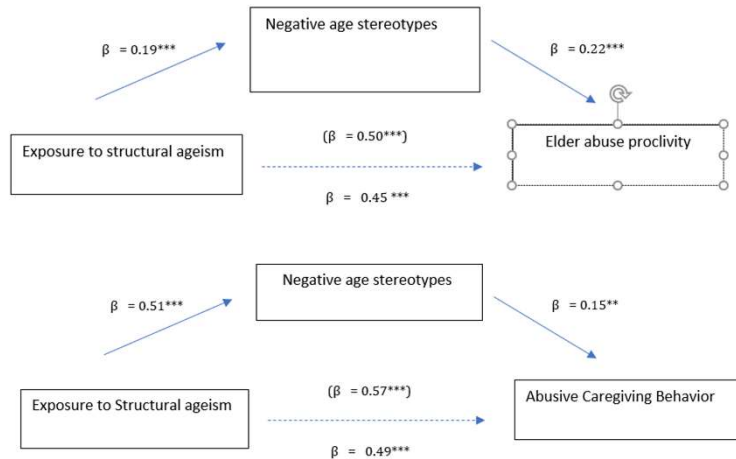 Negative age stereotypes
β = 0.19***
β = 0.22***
(β = 0.50***)
Elder abuse proclivity
Exposure to structural ageism
β = 0.45 ***
Negative age stereotypes
β = 0.51***
β = 0.15**
(β = 0.57***)
Abusive Caregiving Behavior
Exposure to Structural ageism
β = 0.49***